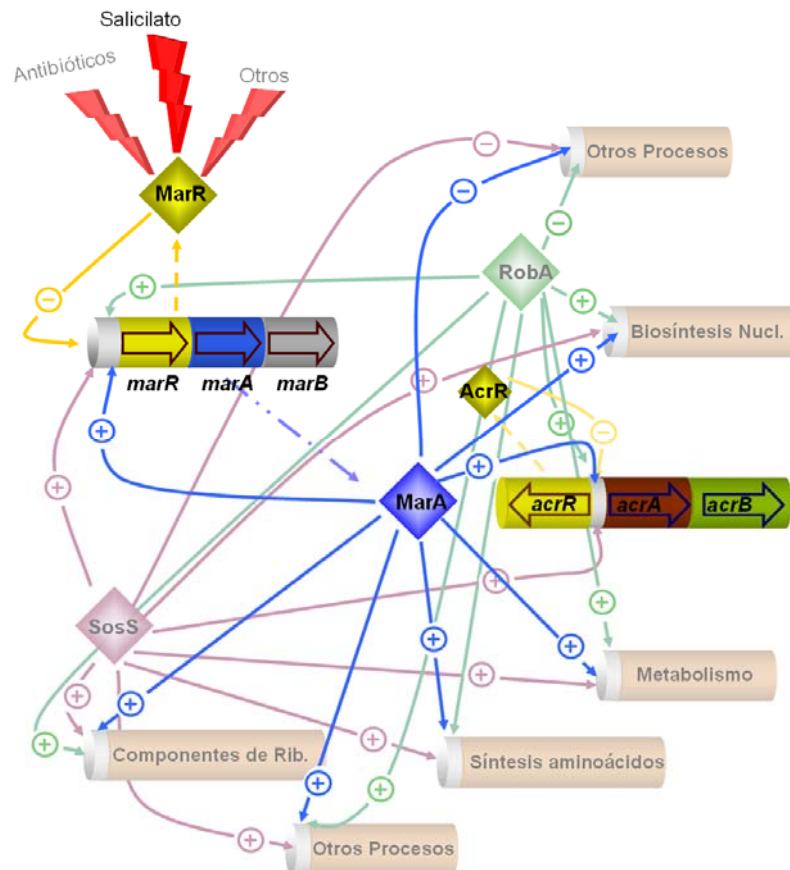 Salicilato
Antibióticos
Otros
MarR
Otros Procesos
RobA
Biosíntesis Nucl.
marR
marA
marB
AcrR
MarA
acrR
acrA
acrB
SosS
Metabolismo
Componentes de Rib.
Síntesis aminoácidos
Otros Procesos